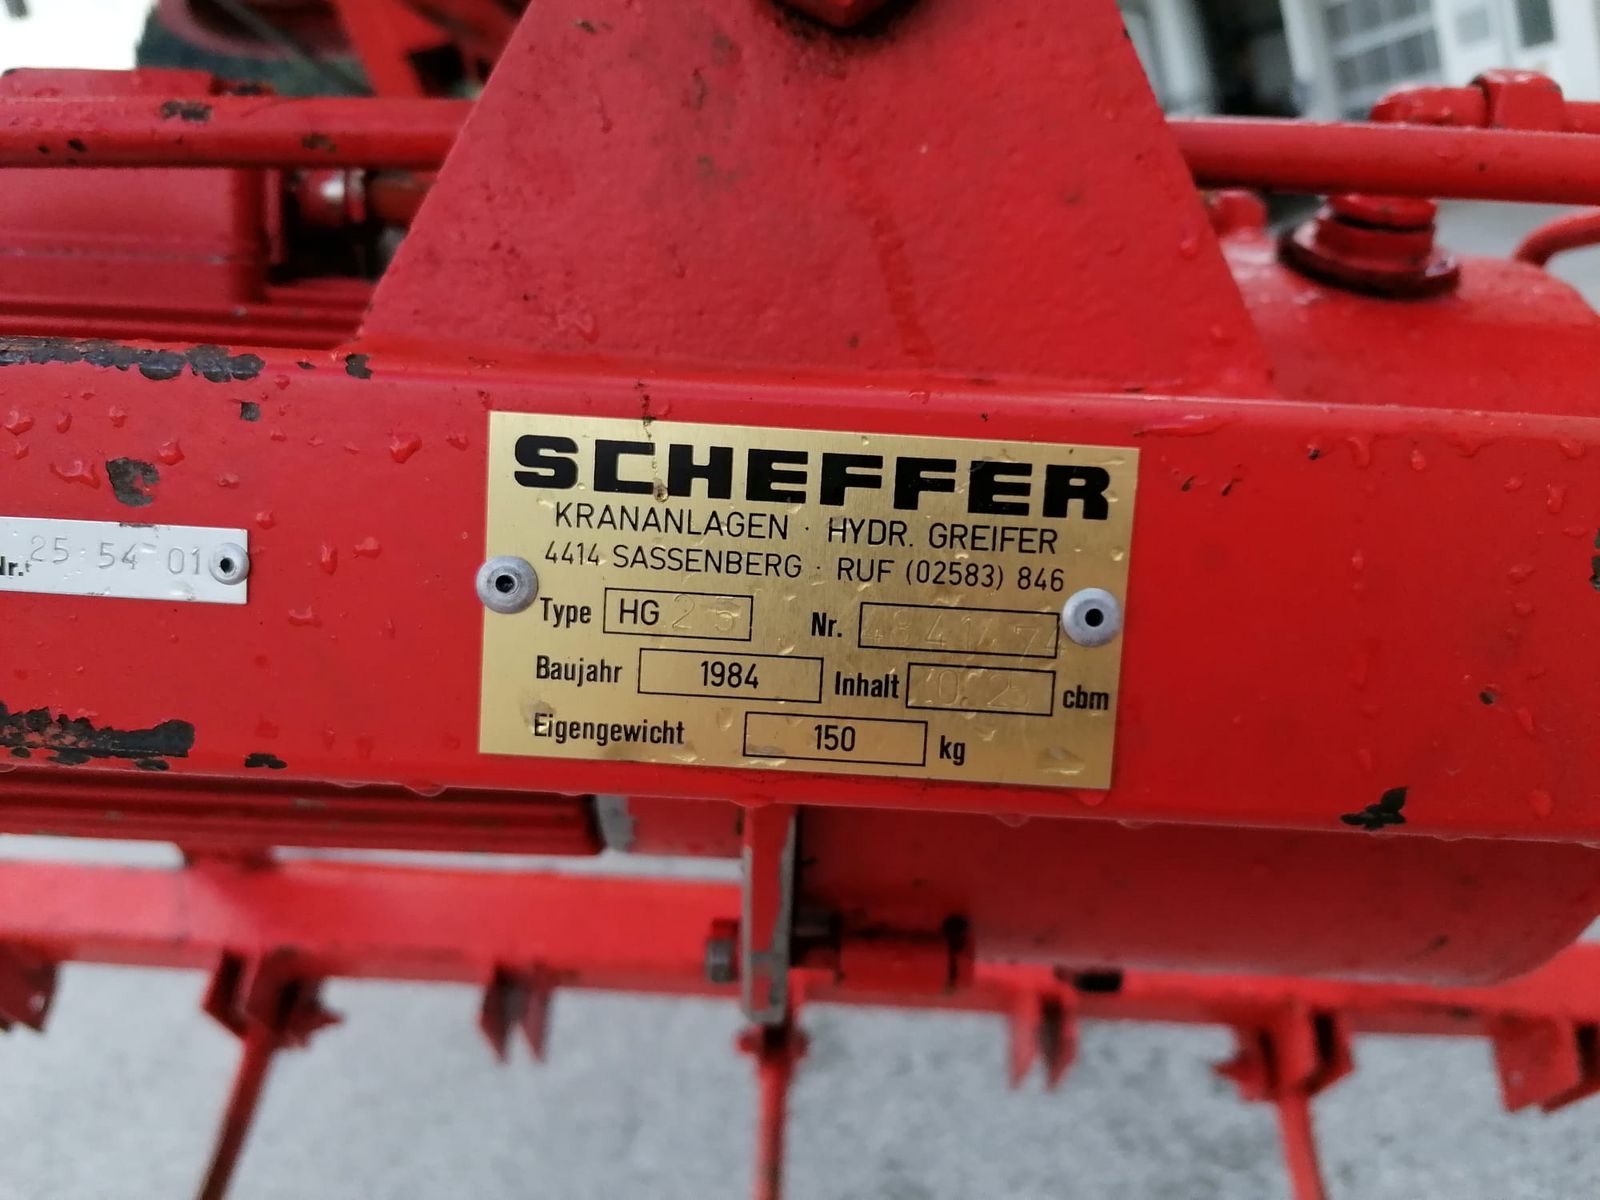 SCHEFFER
KRANANLAGEN · HYDR. GREIFER
4414 SASSENBERG · RUF (02583) 846
Type HG 25 Nr.
Baujahr 1984 Inhalt 0.25 cbm
Eigengewicht 150 kg
Nr. 25 54 01